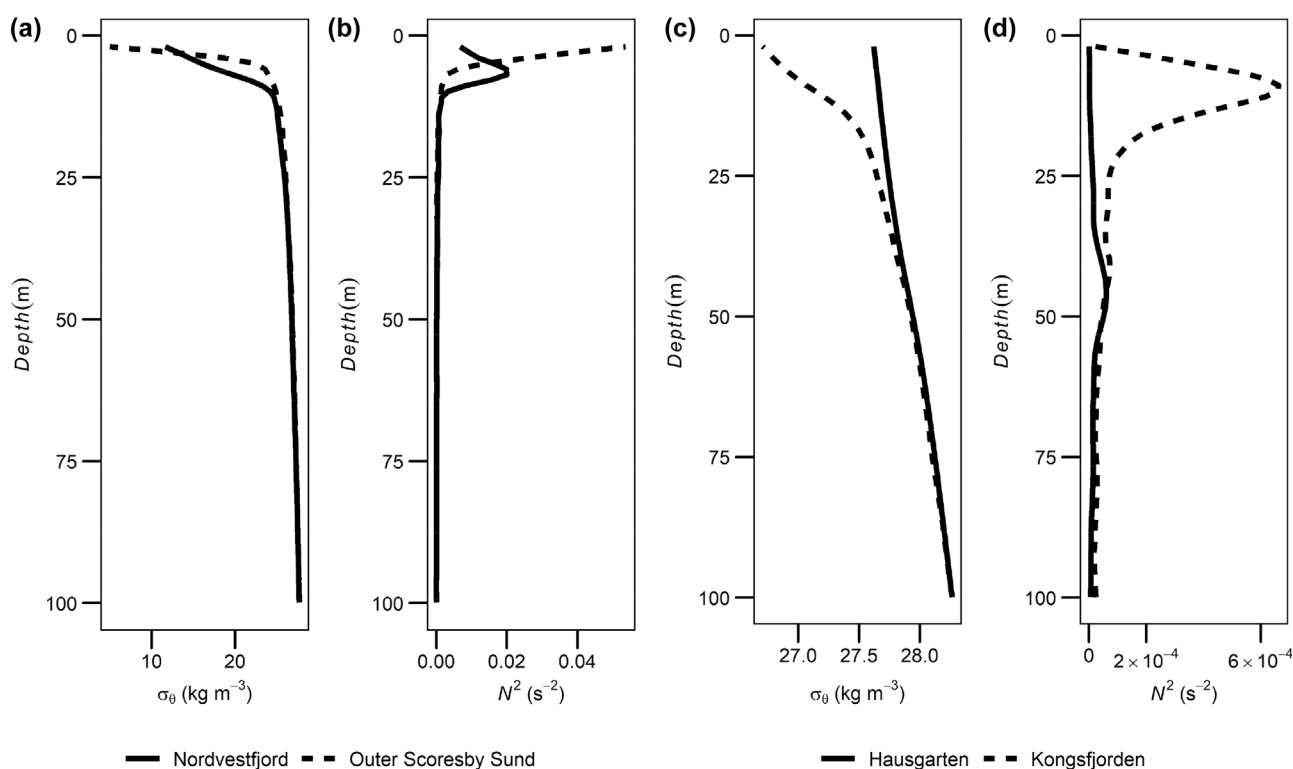 (a) (b) (c) (d)
0 0 0 0
25 25 25 25
50 50 50 50
75 75 75 75
100 100 100 100
Depth(m) Depth(m) Depth(m) Depth(m)
10 20 0.00 0.02 0.04 27.0 27.5 28.0 0 2 × 10⁻⁴ 6 × 10⁻⁴
σθ (kg m⁻³) N² (s⁻²) σθ (kg m⁻³) N² (s⁻²)
Nordvestfjord Outer Scoresby Sund Hausgarten Kongsfjorden